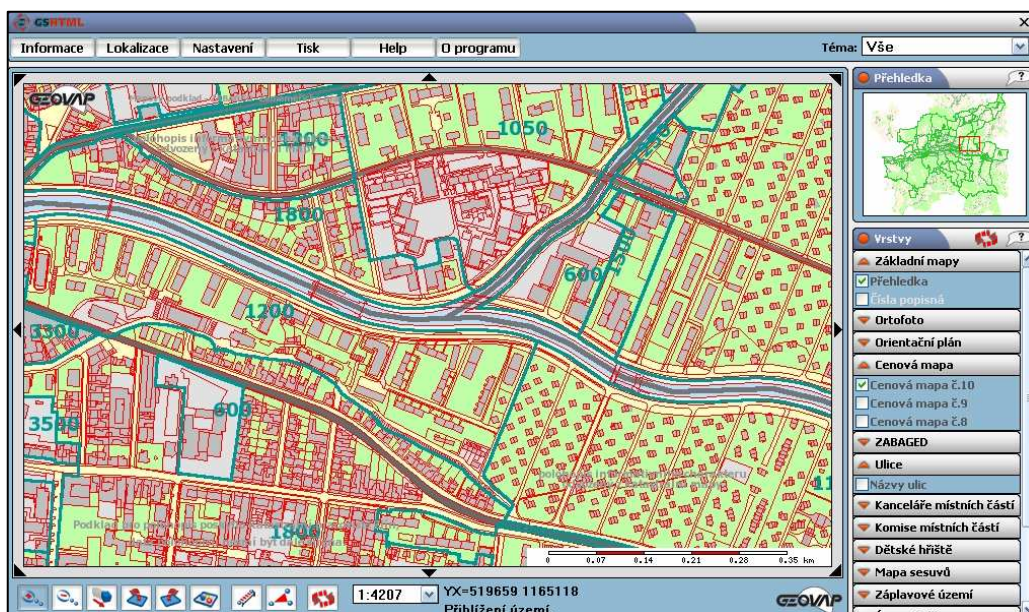 GSHTML
Informace Lokalizace Nastavení Tisk Help O programu Téma: Vše
GEOVAP
Přehledka ?
1200
1050
1800
1300
600
1200
3300
600
3500
1800
11
0 0.07 0.14 0.21 0.28 0.35 km
Vrstvy ?
Základní mapy
Přehledka
Čísla popisná
Ortofoto
Orientační plán
Cenová mapa
Cenová mapa č.10
Cenová mapa č.9
Cenová mapa č.8
ZABAGED
Ulice
Názvy ulic
Kanceláře místních částí
Komise místních částí
Dětské hřiště
Mapa sesuvů
Záplavové území
1:4207 YX=519659 1165118
Přiblížení území
GEOVAP